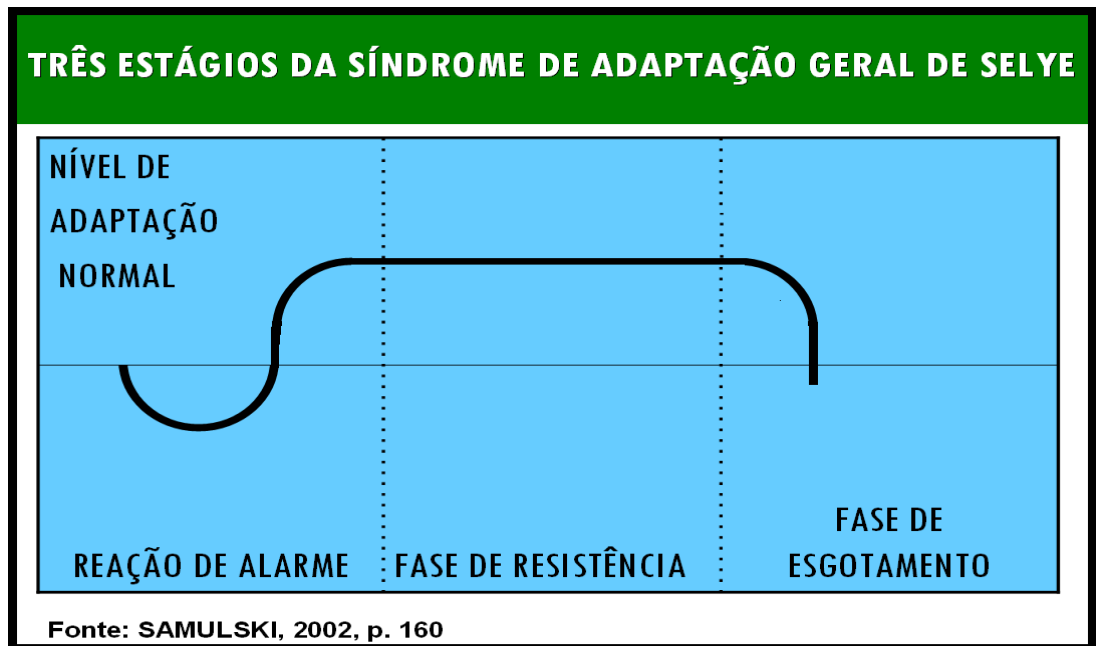 TRÊS ESTÁGIOS DA SÍNDROME DE ADAPTAÇÃO GERAL DE SELYE
NÍVEL DE
ADAPTAÇÃO
NORMAL
REAÇÃO DE ALARME
FASE DE RESISTÊNCIA
FASE DE
ESGOTAMENTO
Fonte: SAMULSKI, 2002, p. 160